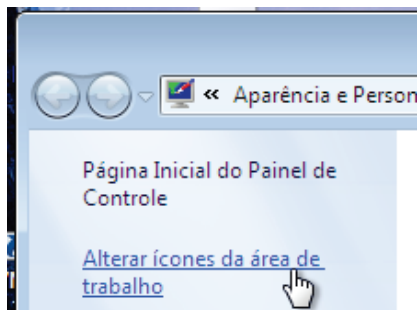 « Aparência e Person
Página Inicial do Painel de
Controle
Alterar ícones da área de
trabalho